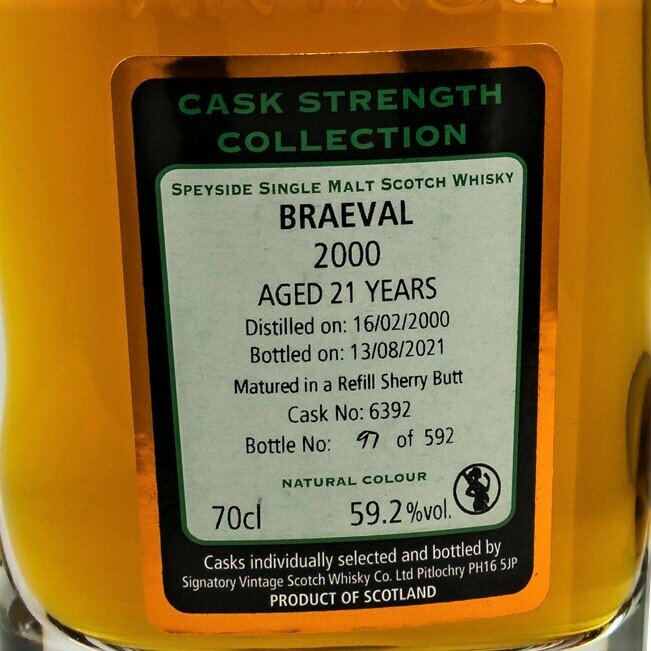 CASK STRENGTH
COLLECTION
SPEYSIDE SINGLE MALT SCOTCH WHISKY
BRAEVAL
2000
AGED 21 YEARS
Distilled on: 16/02/2000
Bottled on: 13/08/2021
Matured in a Refill Sherry Butt
Cask No: 6392
Bottle No: 97 of 592
NATURAL COLOUR
70cl 59.2%vol.
Casks individually selected and bottled by
Signatory Vintage Scotch Whisky Co. Ltd Pitlochry PH16 5JP
PRODUCT OF SCOTLAND